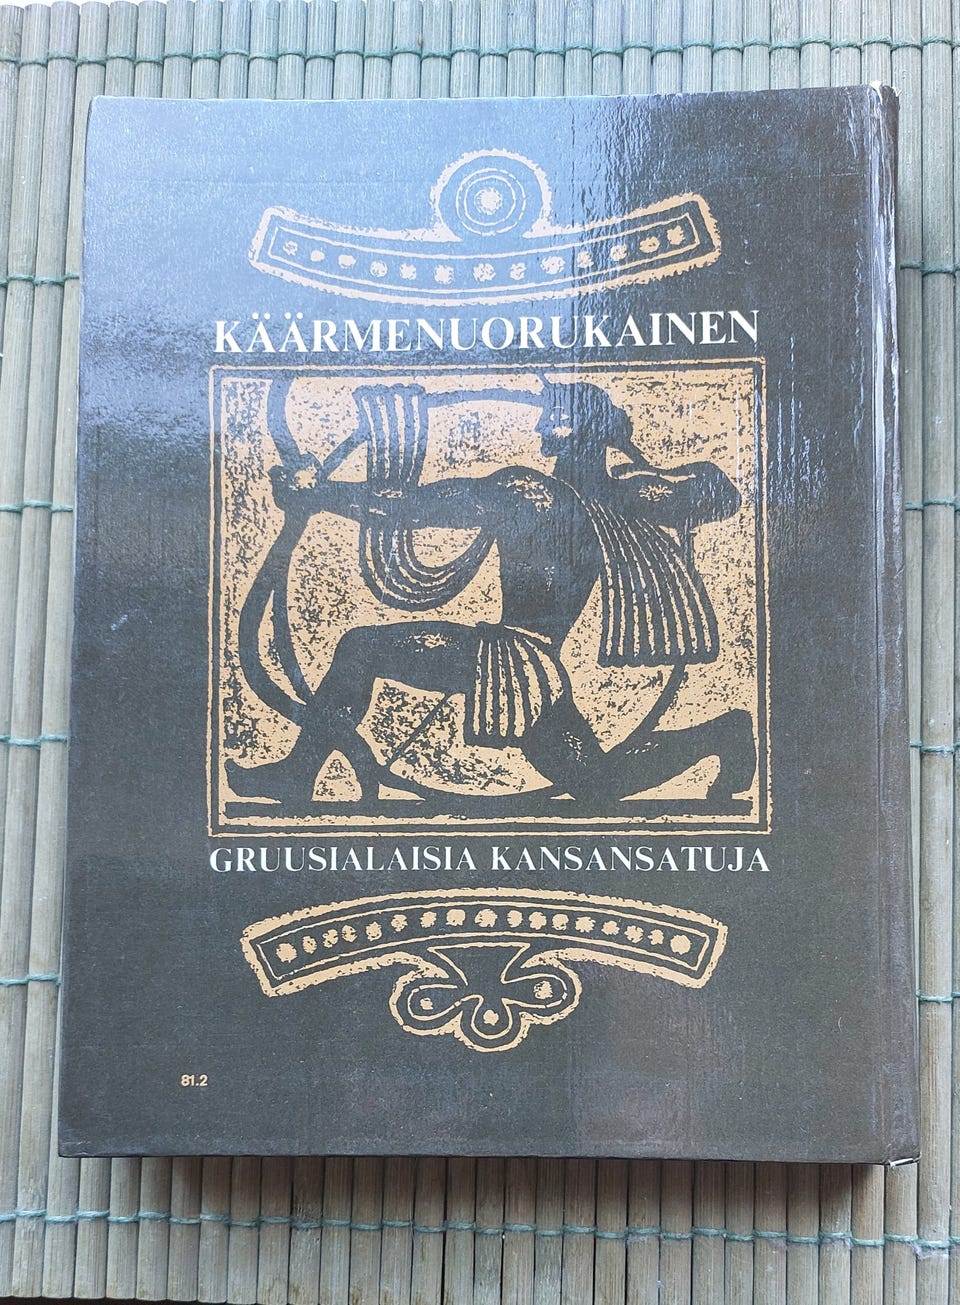 KÄÄRMENUORUKAINEN
GRUUSIALAISIA KANSANSATUJA
81.2